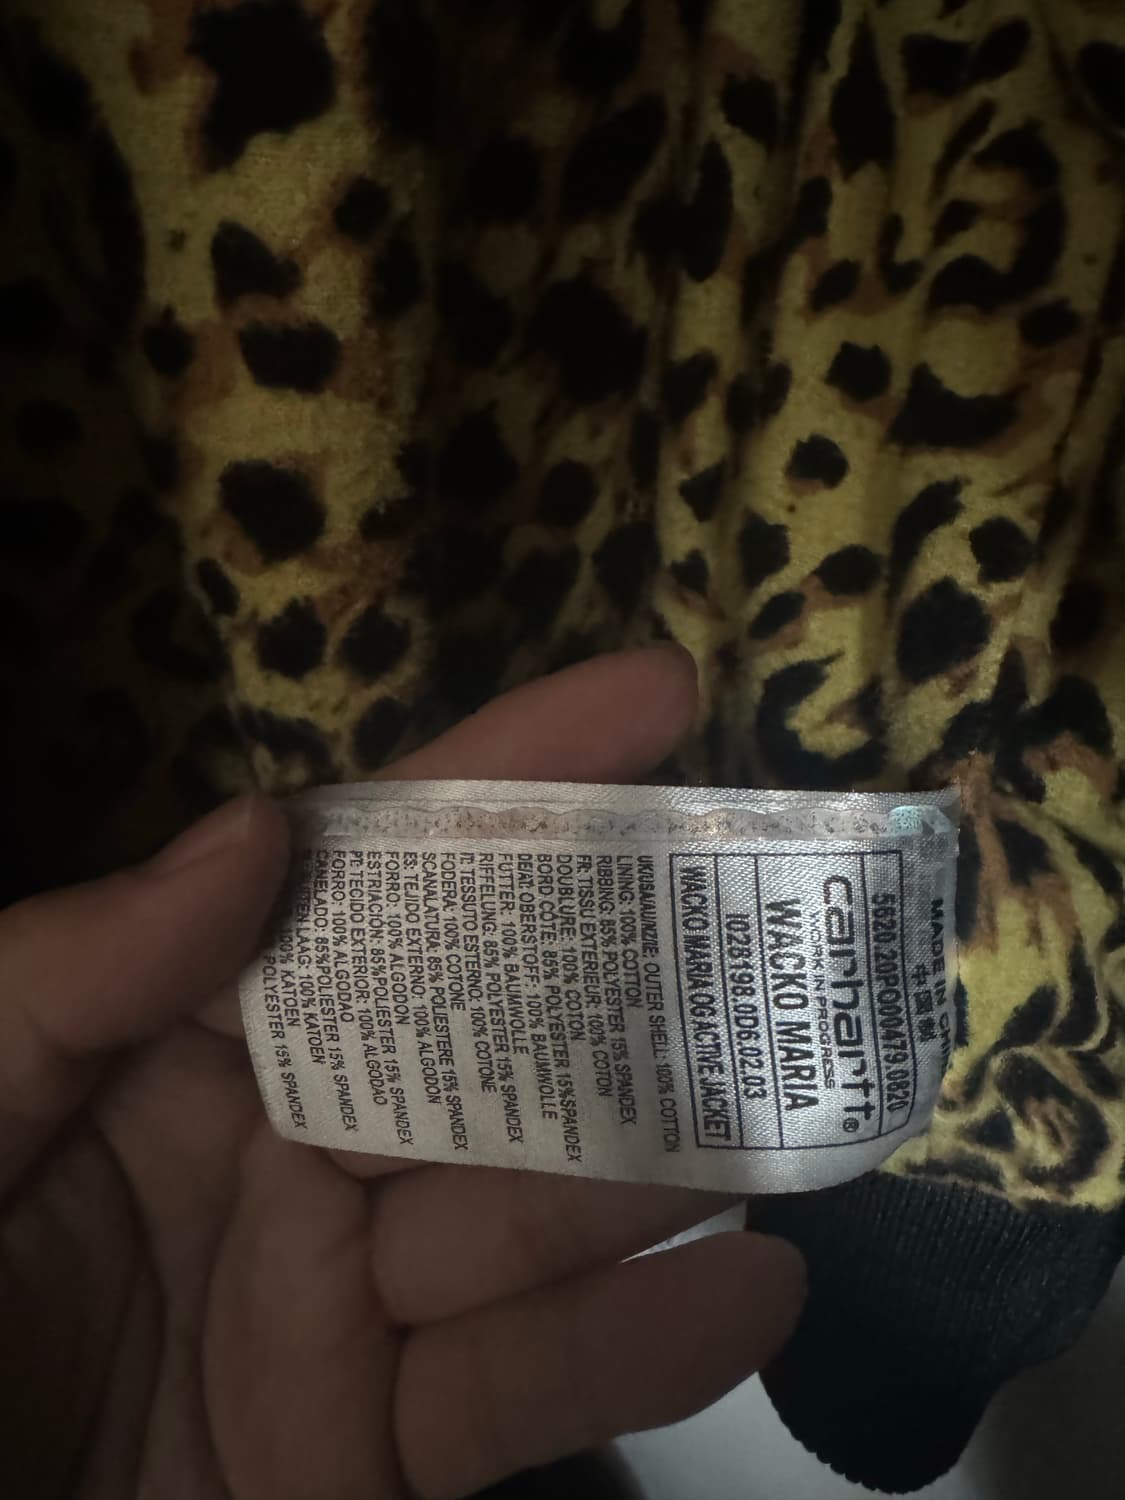 MADE IN
中国製
5620.20PO00479.0820
carhartt®
WORK IN PROGRESS
WACKO MARIA
I028198.0D6.02.03
WACKO MARIA OG ACTIVE JACKET
UK/USA/AU/NZ/IE: OUTER SHELL: 100% COTTON
LINING: 100% COTTON
RIBBING: 85% POLYESTER 15% SPANDEX
FR: TISSU EXTERIEUR: 100% COTON
DOUBLURE: 100% COTON
BORD COTE: 85% POLYESTER 15%SPANDEX
DE/AT: OBERSTOFF: 100% BAUMWOLLE
FUTTER: 100% BAUMWOLLE
RIFFELUNG: 85% POLYESTER 15% SPANDEX
IT: TESSUTO ESTERNO: 100% COTONE
FODERA: 100% COTONE
SCANALATURA: 85% POLIESTERE 15% SPANDEX
ES: TEJIDO EXTERNO: 100% ALGODON
FORRO: 100% ALGODON
ESTRIACION: 85%POLIESTER 15% SPANDEX
PT: TECIDO EXTERIOR: 100% ALGODAO
FORRO: 100% ALGODAO
CANELADO: 85%POLIESTER 15% SPANDEX
LAAG: 100% KATOEN
100% KATOEN
POLYESTER 15% SPANDEX